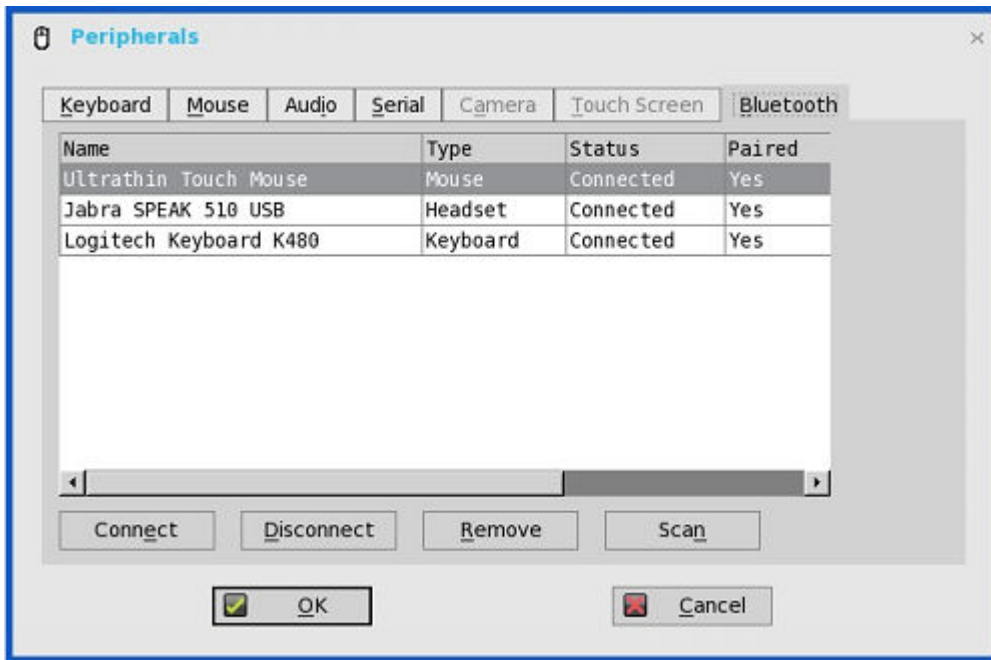 Peripherals
Keyboard Mouse Audio Serial Camera Touch Screen Bluetooth
Name Type Status Paired
Ultrathin Touch Mouse Mouse Connected Yes
Jabra SPEAK 510 USB Headset Connected Yes
Logitech Keyboard K480 Keyboard Connected Yes
Connect Disconnect Remove Scan
OK Cancel